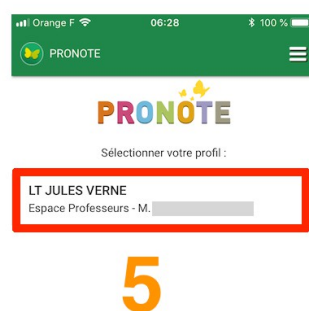 Orange F 06:28 100 %
PRONOTE
PRONOTE
Sélectionner votre profil :
LT JULES VERNE
Espace Professeurs - M.
5